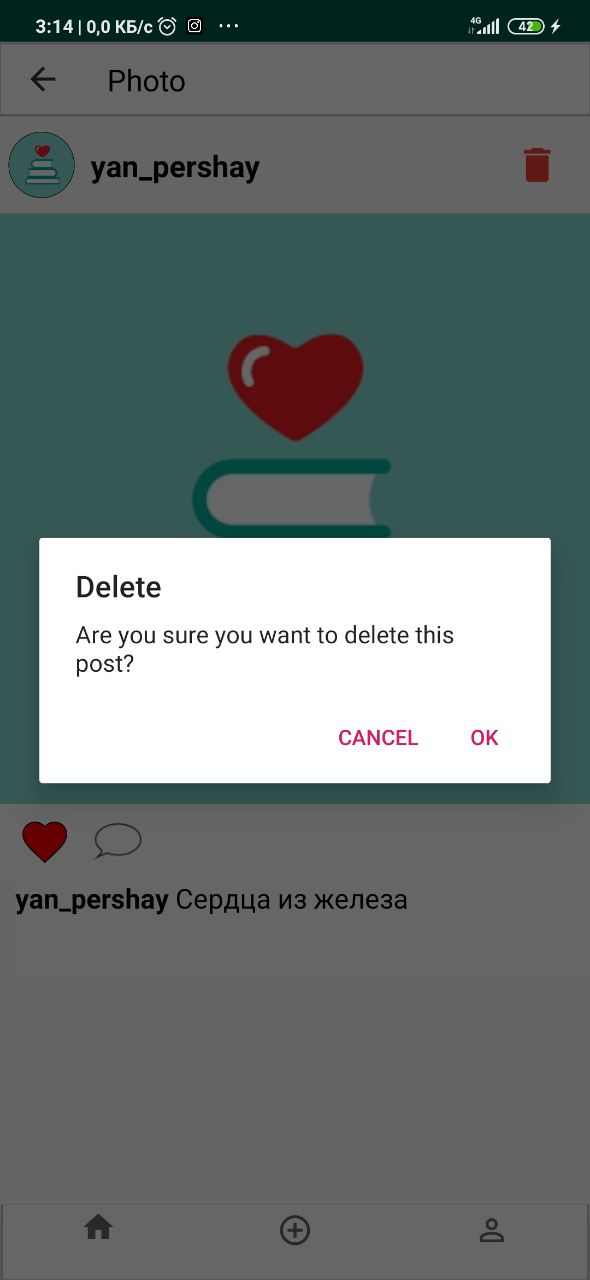 3:14 | 0,0 КБ/с ... 4G 42
Photo
yan_pershay
Delete
Are you sure you want to delete this
post?
CANCEL OK
yan_pershay Сердца из железа